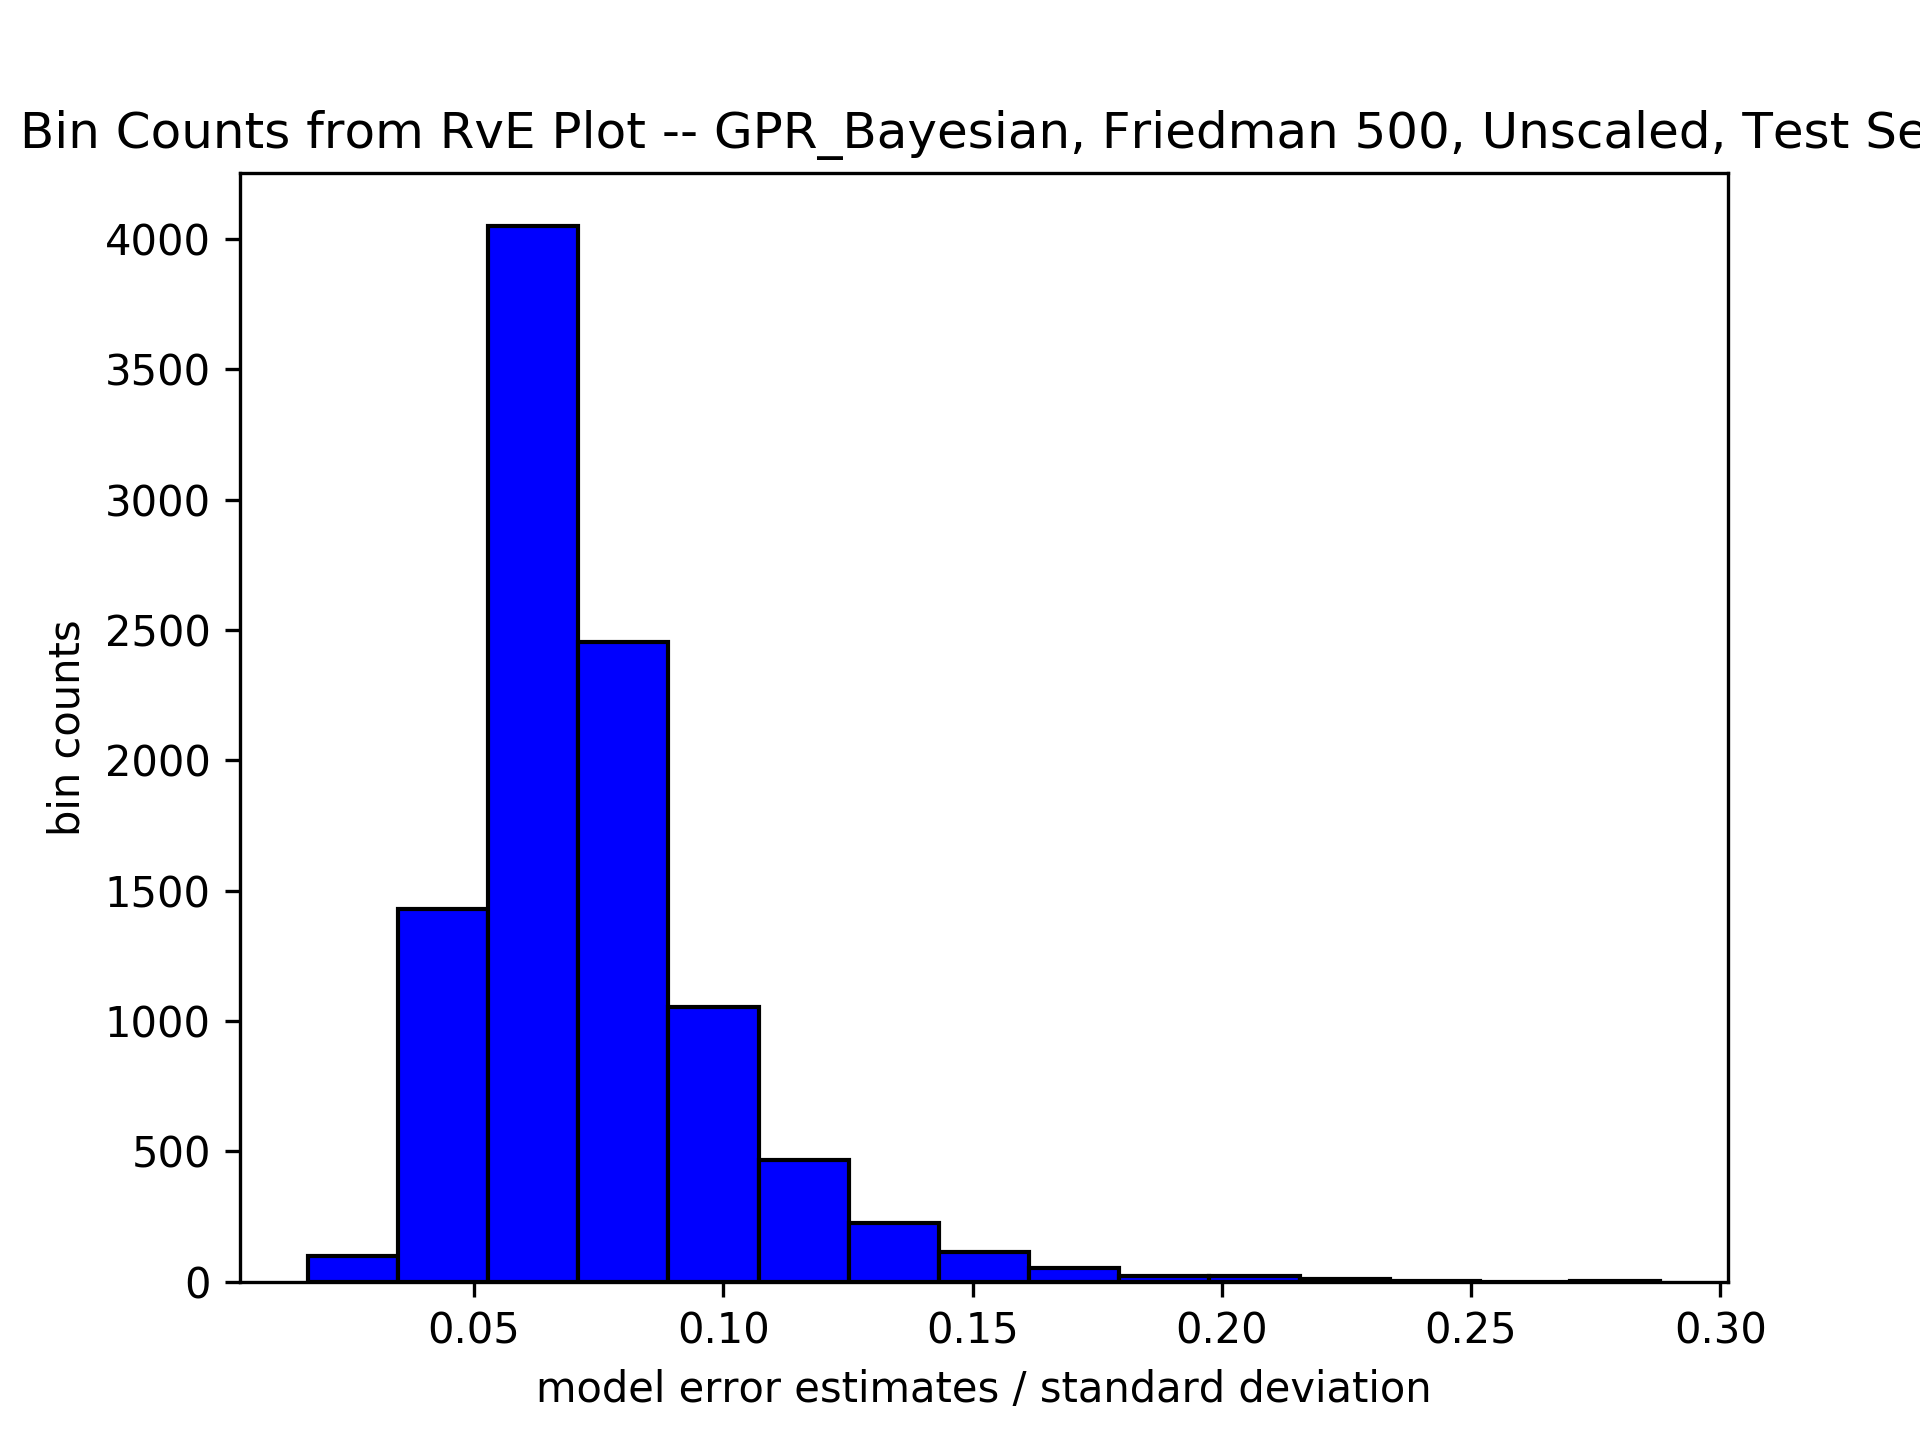 Bin Counts from RvE Plot -- GPR_Bayesian, Friedman 500, Unscaled, Test Se
4000
3500
3000
2500
2000
1500
1000
500
0
bin counts
0.05 0.10 0.15 0.20 0.25 0.30
model error estimates / standard deviation